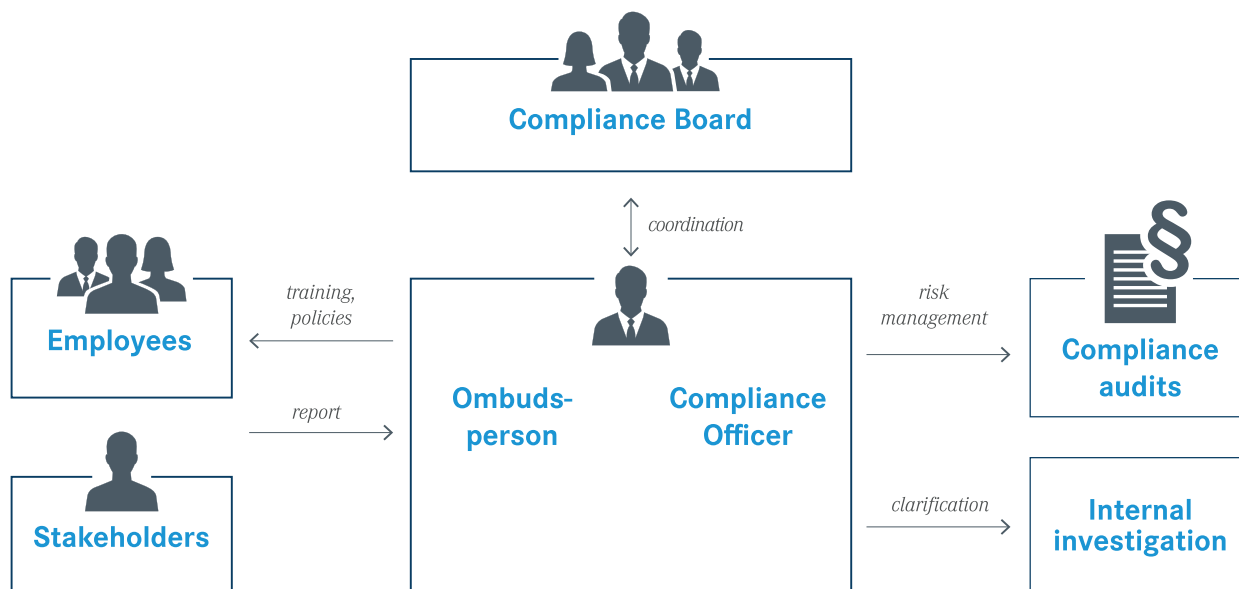 Compliance Board
coordination
training,
policies
Employees
report
Stakeholders
Ombuds-
person
Compliance
Officer
risk
management
§
Compliance
audits
clarification
Internal
investigation